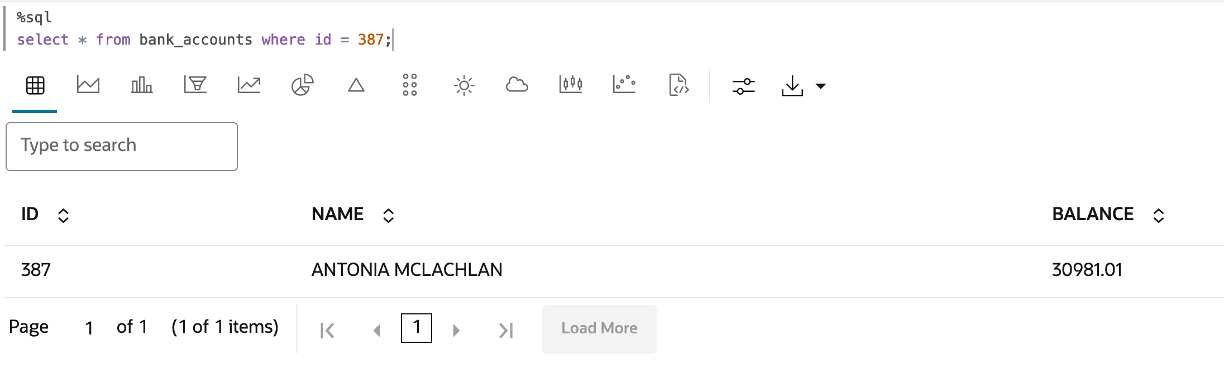 %sql
select * from bank_accounts where id = 387;
Type to search
ID NAME BALANCE
387 ANTONIA MCLACHLAN 30981.01
Page 1 of 1 (1 of 1 items) 1 Load More